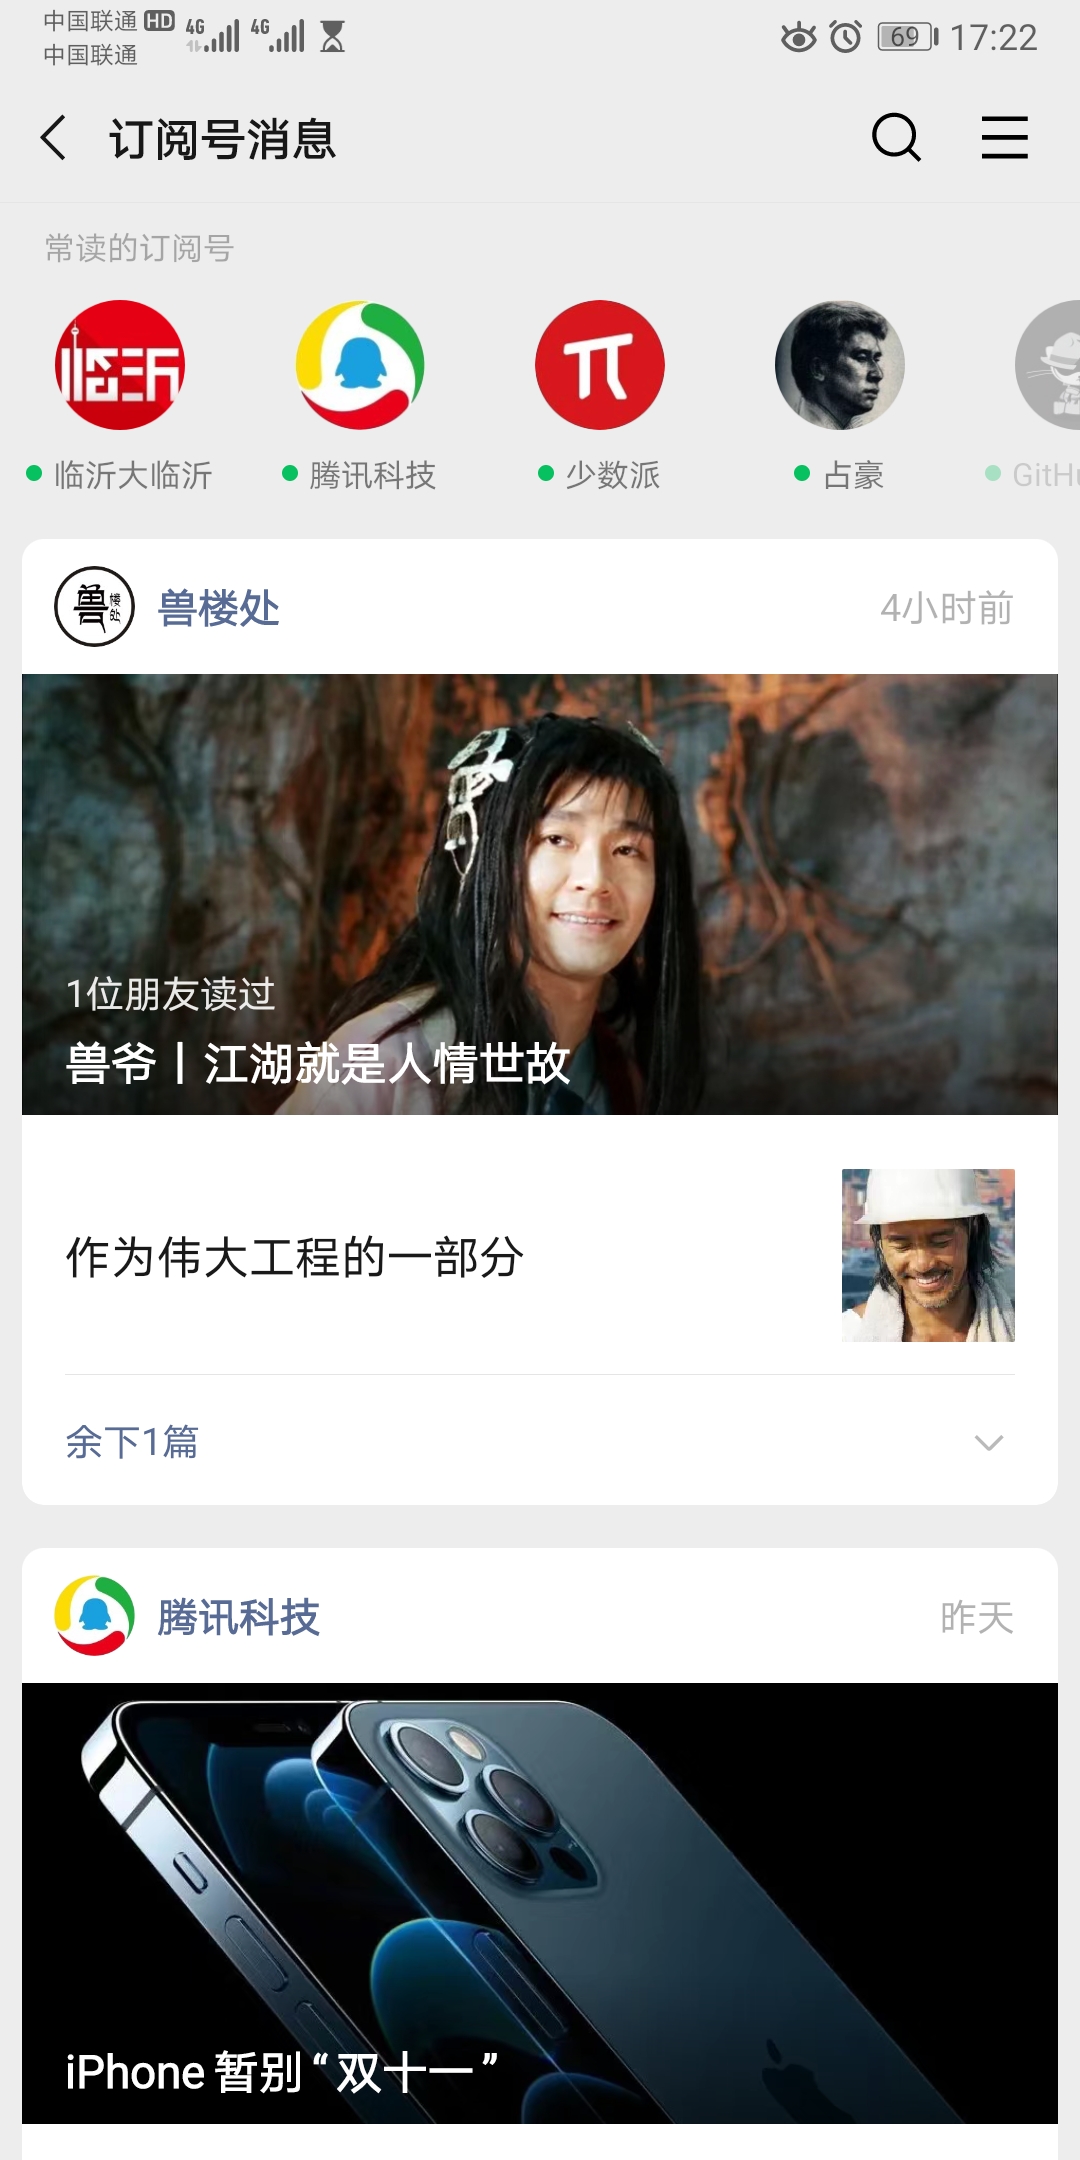 中国联通 HD 4G 4G 69 17:22
中国联通
订阅号消息
常读的订阅号
临沂
临沂大临沂
腾讯科技
少数派
占豪
GitHu
兽楼处
兽楼处
4小时前
1位朋友读过
兽爷丨江湖就是人情世故
作为伟大工程的一部分
余下1篇
腾讯科技
昨天
iPhone 暂别“双十一”